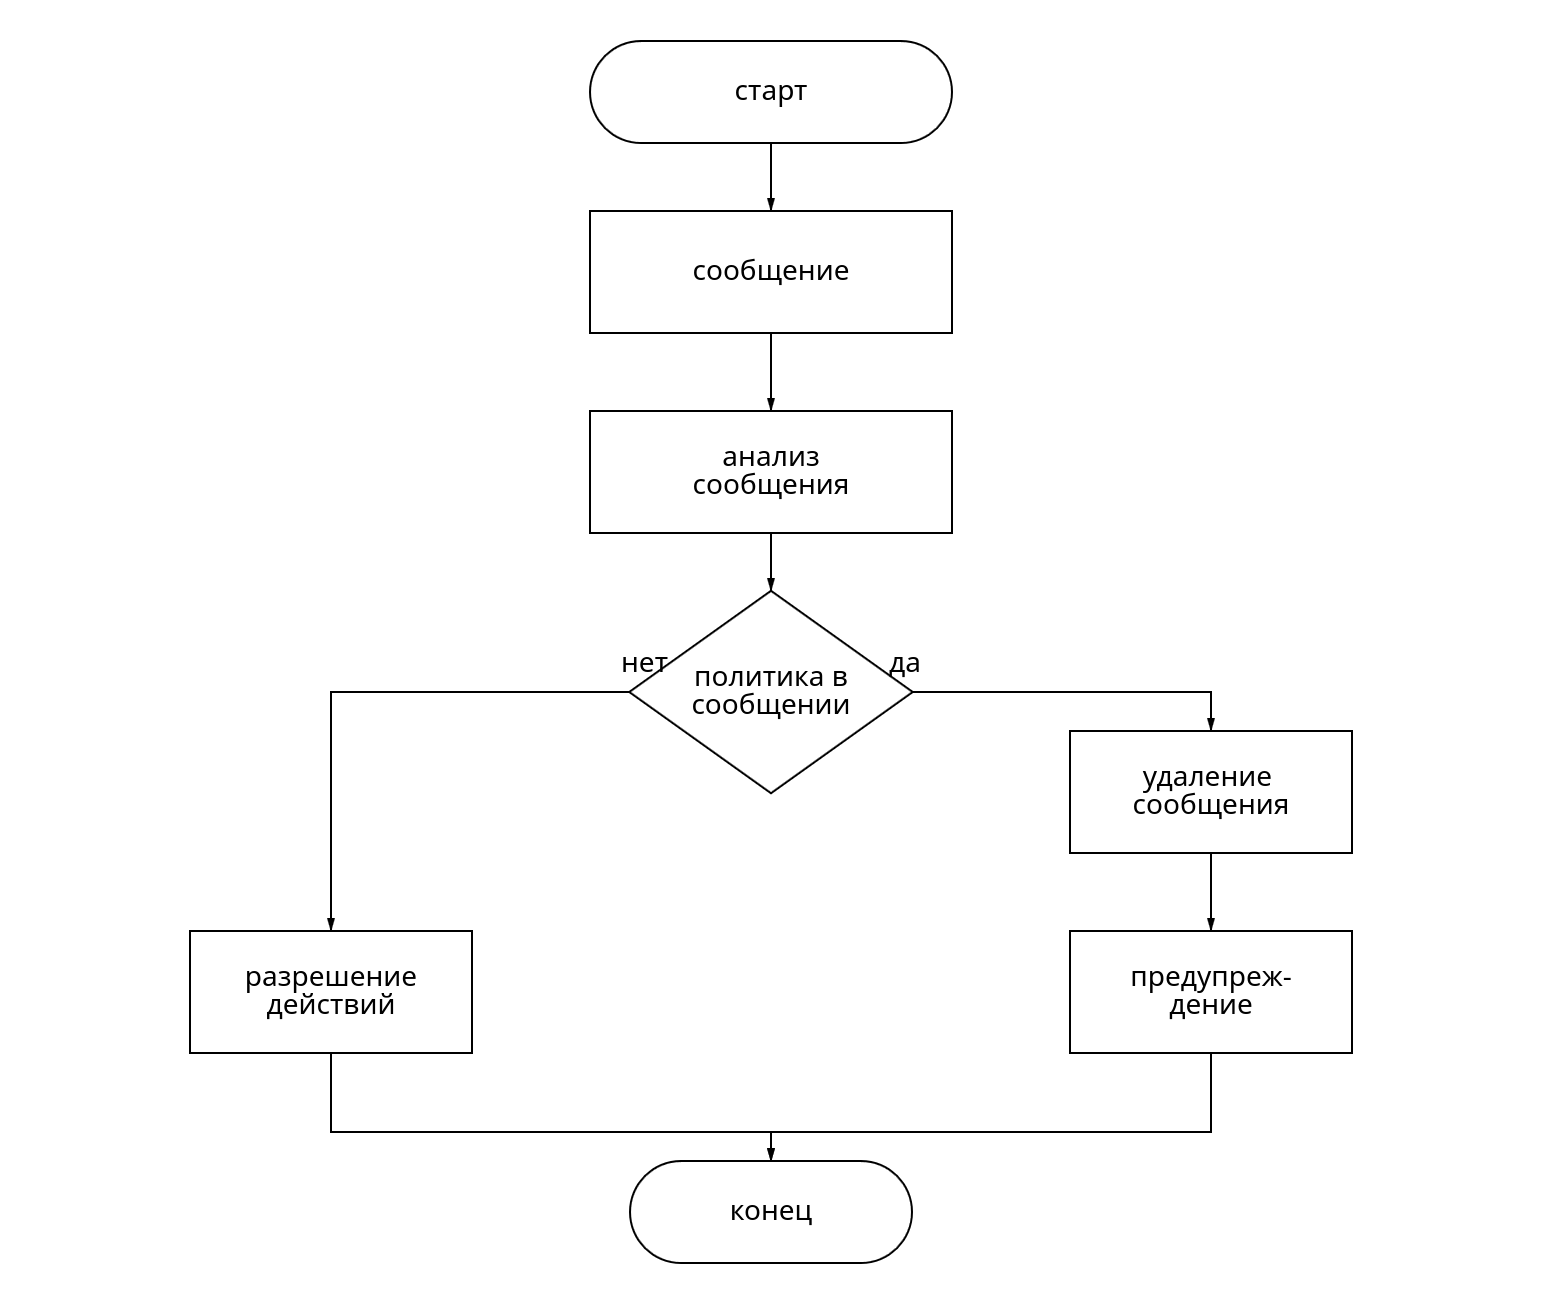 старт
сообщение
анализ
сообщения
нет
да
политика в
сообщении
удаление
сообщения
разрешение
действий
предупреж-
дение
конец